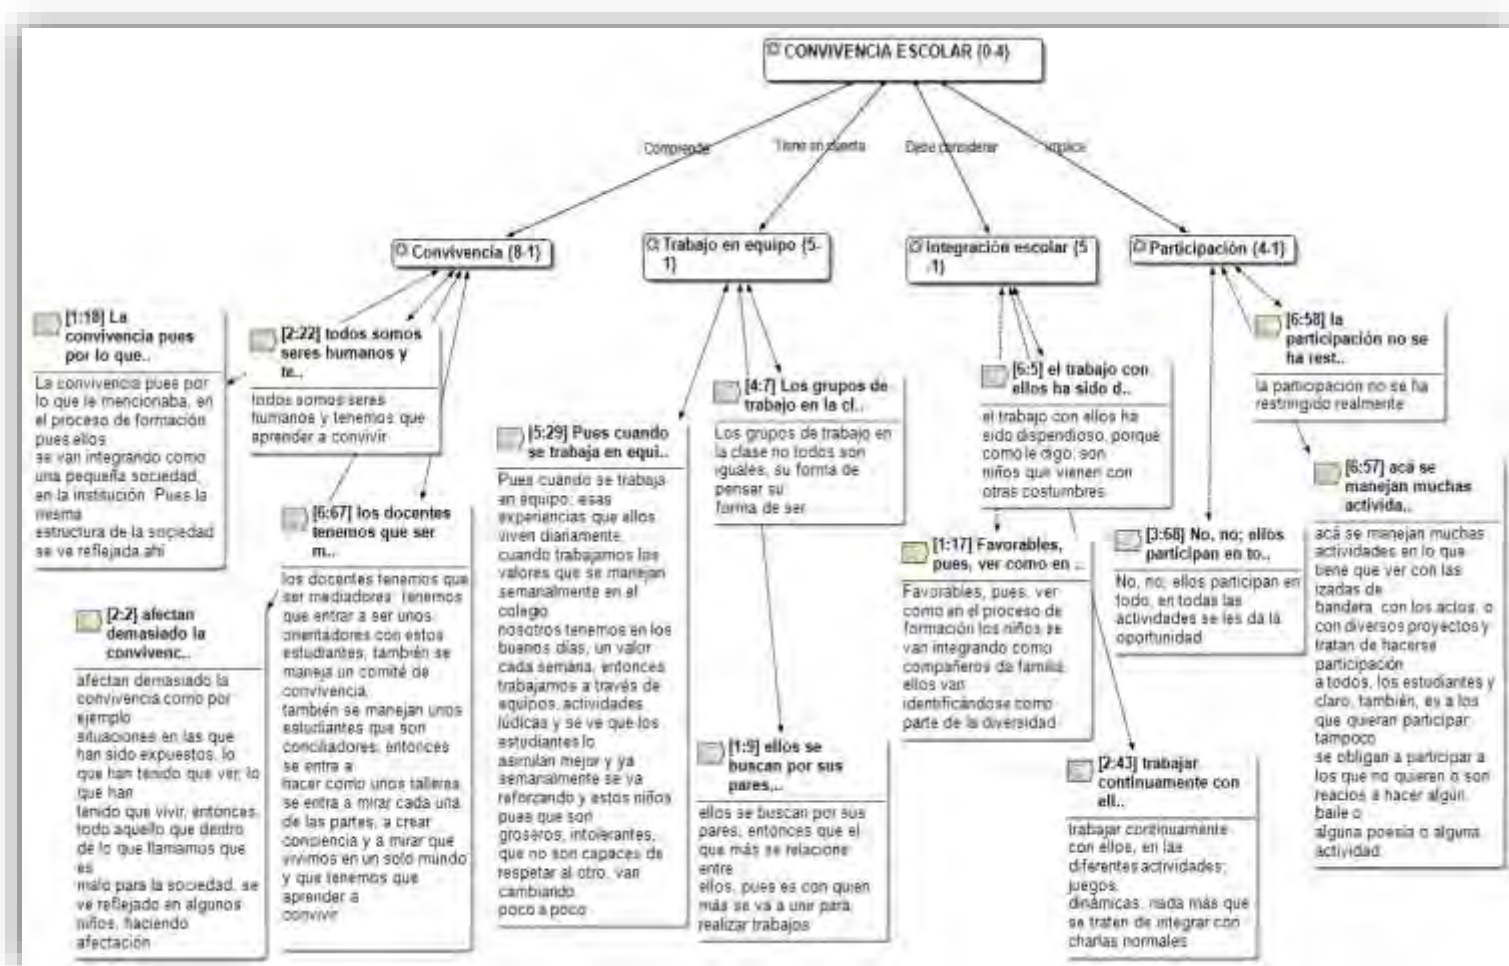 CONVIVENCIA ESCOLAR {0-4}
Comprende
Tiene en cuenta
Debe considerar
Implica
Convivencia {8-1}
Trabajo en equipo {5-
1}
Integración escolar {5
-1}
Participación {4-1}
[1:18] La
convivencia pues
por lo que..
La convivencia pues por
lo que le mencionaba, en
el proceso de formación
pues ellos
se van integrando como
una pequeña sociedad,
en la institución. Pues la
misma
estructura de la sociedad
se ve reflejada ahí
[2:22] todos somos
seres humanos y
te..
todos somos seres
humanos y tenemos que
aprender a convivir
[2:2] afectan
demasiado la
convivenc..
afectan demasiado la
convivencia como por
ejemplo
situaciones en las que
han sido expuestos, lo
que han tenido que ver, lo
que han
tenido que vivir, entonces,
todo aquello que dentro
de lo que llamamos que
es
malo para la sociedad, se
ve reflejado en algunos
niños, haciendo
afectación
[6:67] los docentes
tenemos que ser
m..
los docentes tenemos que
ser mediadores tenemos
que entrar a ser unos
orientadores con estos
estudiantes, también se
maneja un comité de
convivencia,
también se manejan unos
estudiantes que son
conciliadores, entonces
se entra a
hacer como unos talleres
se entra a mirar cada una
de las partes, a crear
conciencia y a mirar que
vivimos en un solo mundo
y que tenemos que
aprender a
convivir
[5:29] Pues cuando
se trabaja en equi..
Pues cuando se trabaja
en equipo, esas
experiencias que ellos
viven diariamente,
cuando trabajamos los
valores que se manejan
semanalmente en el
colegio
nosotros tenemos en los
buenos días, un valor
cada semana, entonces
trabajamos a través de
equipos, actividades
lúdicas y se ve que los
estudiantes lo
asimilan mejor y ya
semanalmente se va
reforzando y estos niños
pues que son
groseros, intolerantes,
que no son capaces de
respetar al otro, van
cambiando
poco a poco
[4:7] Los grupos de
trabajo en la cl..
Los grupos de trabajo en
la clase no todos son
iguales, su forma de
pensar su
forma de ser
[1:9] ellos se
buscan por sus
pares,..
ellos se buscan por sus
pares, entonces que el
que más se relacione
entre
ellos, pues es con quien
más se va a unir para
realizar trabajos
[6:5] el trabajo con
ellos ha sido d..
el trabajo con ellos ha
sido dispendioso, porque
como le digo, son
niños que vienen con
otras costumbres
[1:17] Favorables,
pues, ver como en ..
Favorables, pues, ver
como en el proceso de
formación los niños se
van integrando como
compañeros de familia,
ellos van
identificándose como
parte de la diversidad
[2:43] trabajar
continuamente con
ell..
trabajar continuamente
con ellos, en las
diferentes actividades,
juegos,
dinámicas, nada más que
se traten de integrar con
charlas normales
[3:68] No, no; ellos
participan en to..
No, no; ellos participan en
todo, en todas las
actividades se les da la
oportunidad
[6:58] la
participación no se
ha rest..
la participación no se ha
restringido realmente
[6:57] acá se
manejan muchas
activida..
acá se manejan muchas
actividades en lo que
tiene que ver con las
izadas de
bandera, con los actos, o
con diversos proyectos y
tratan de hacerse
participación
a todos, los estudiantes y
claro, también, es a los
que quieran participar,
tampoco
se obligan a participar a
los que no quieren o son
reacios a hacer algún
baile o
alguna poesía o alguna
actividad